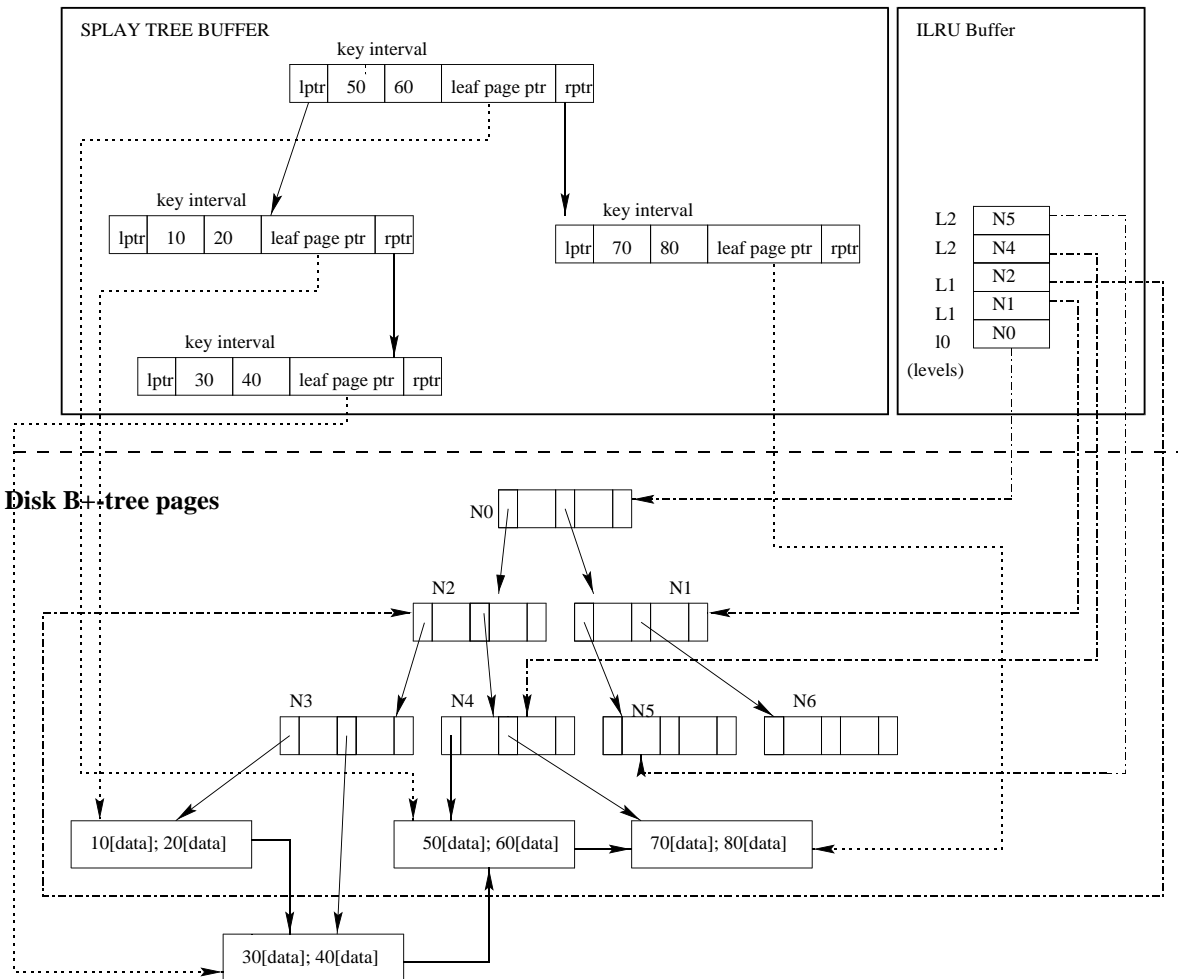 SPLAY TREE BUFFER
key interval
lptr 50 60 leaf page ptr rptr
key interval
lptr 10 20 leaf page ptr rptr
key interval
lptr 70 80 leaf page ptr rptr
key interval
lptr 30 40 leaf page ptr rptr
ILRU Buffer
L2 N5
L2 N4
L1 N2
L1 N1
l0 N0
(levels)
Disk B+-tree pages
N0
N2 N1
N3 N4 N5 N6
10[data]; 20[data]
50[data]; 60[data]
70[data]; 80[data]
30[data]; 40[data]